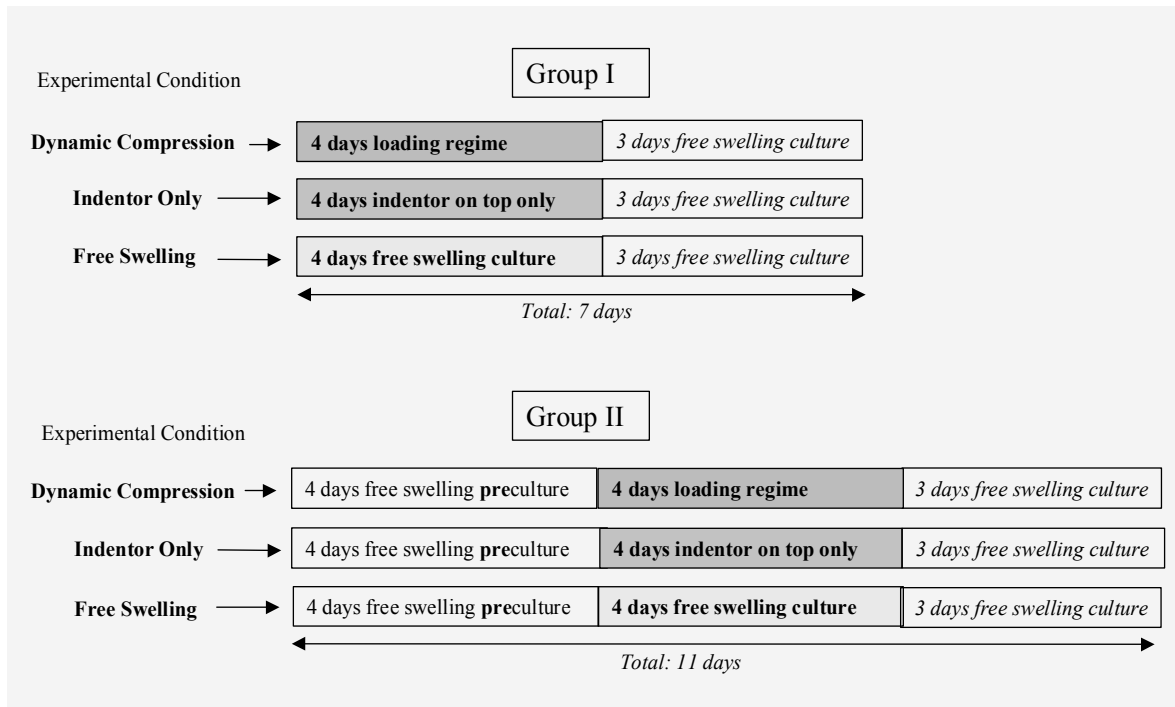 Group I
Experimental Condition
Dynamic Compression 4 days loading regime 3 days free swelling culture
Indentor Only 4 days indentor on top only 3 days free swelling culture
Free Swelling 4 days free swelling culture 3 days free swelling culture
Total: 7 days
Group II
Experimental Condition
Dynamic Compression 4 days free swelling preculture 4 days loading regime 3 days free swelling culture
Indentor Only 4 days free swelling preculture 4 days indentor on top only 3 days free swelling culture
Free Swelling 4 days free swelling preculture 4 days free swelling culture 3 days free swelling culture
Total: 11 days